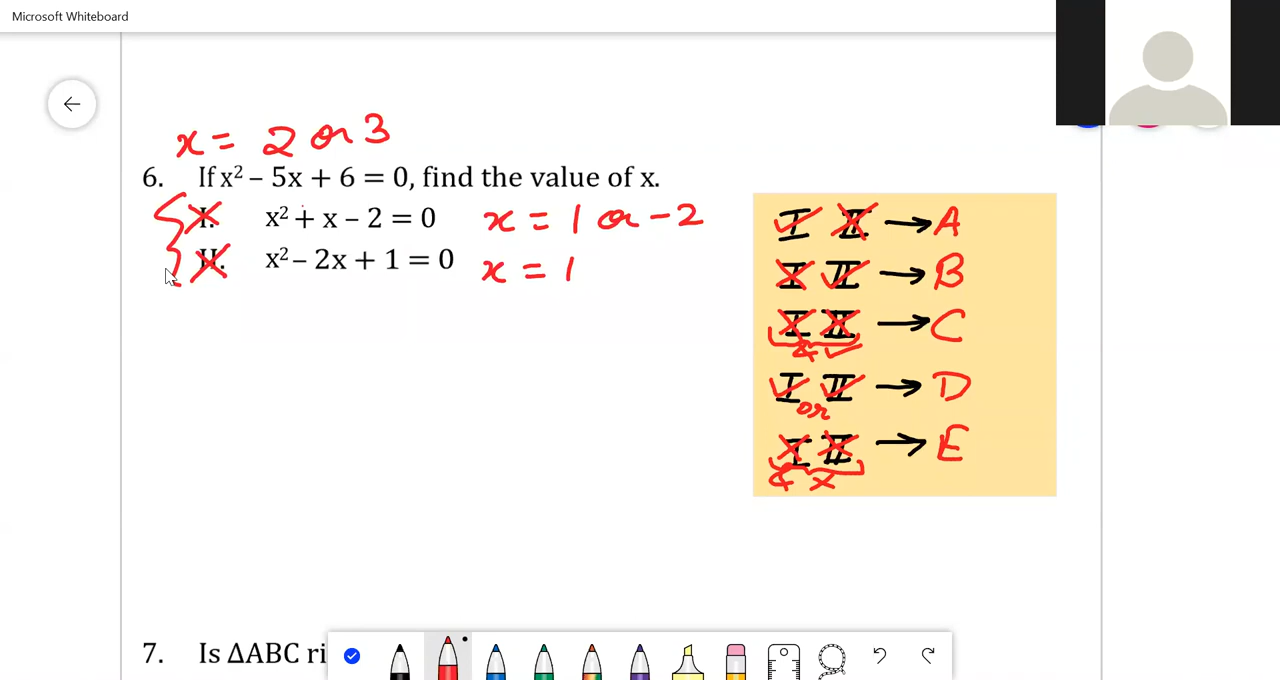 Microsoft Whiteboard
x = 2 or 3
6. If x² – 5x + 6 = 0, find the value of x.
I. x² + x – 2 = 0 x = 1 or -2
II. x² – 2x + 1 = 0 x = 1
I II → A
I II → B
I II → C
&
I II → D
or
I II → E
&
7. Is ΔABC ri